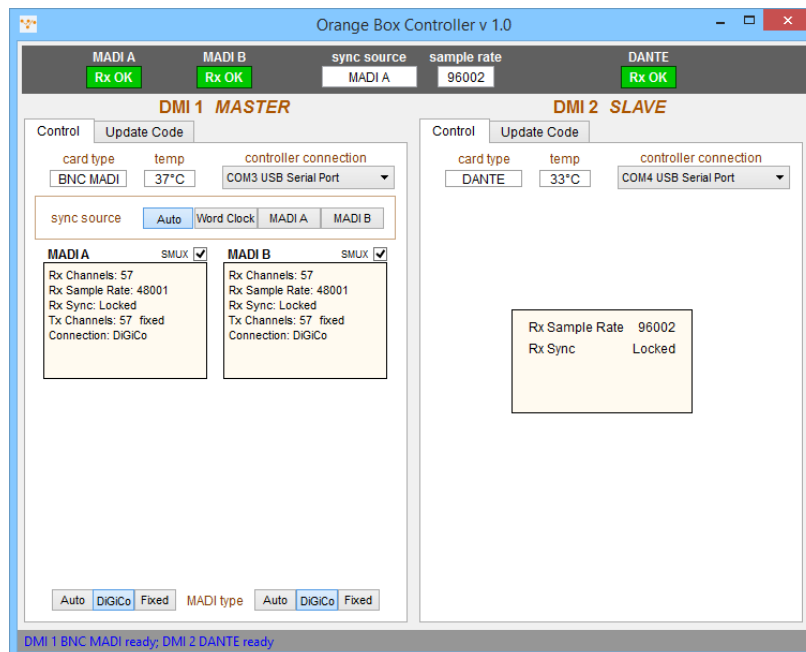 Orange Box Controller v 1.0
MADI A MADI B sync source sample rate DANTE
Rx OK Rx OK MADI A 96002 Rx OK
DMI 1 MASTER
Control Update Code
card type temp controller connection
BNC MADI 37°C COM3 USB Serial Port
sync source Auto Word Clock MADI A MADI B
MADI A SMUX MADI B SMUX
Rx Channels: 57
Rx Sample Rate: 48001
Rx Sync: Locked
Tx Channels: 57 fixed
Connection: DiGiCo
Rx Channels: 57
Rx Sample Rate: 48001
Rx Sync: Locked
Tx Channels: 57 fixed
Connection: DiGiCo
Auto DiGiCo Fixed MADI type Auto DiGiCo Fixed
DMI 2 SLAVE
Control Update Code
card type temp controller connection
DANTE 33°C COM4 USB Serial Port
Rx Sample Rate 96002
Rx Sync Locked
DMI 1 BNC MADI ready; DMI 2 DANTE ready